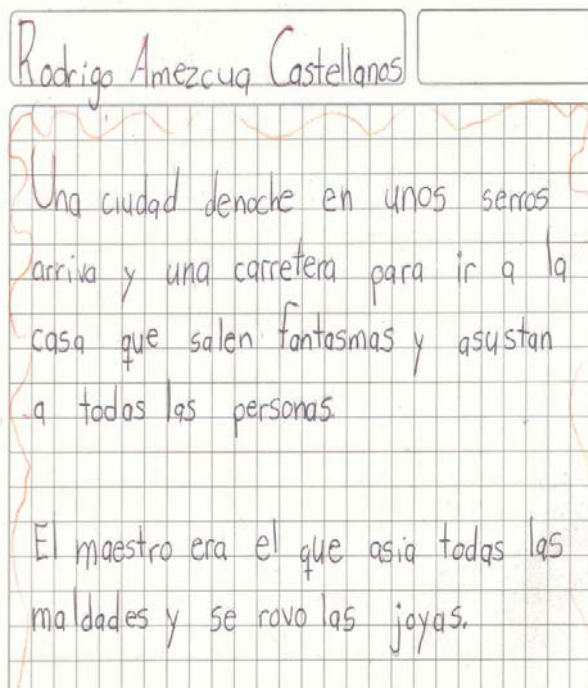 Rodrigo Amezcua Castellanos
Una ciudad denoche en unos serros
arriva y una carretera para ir a la
casa que salen fantasmas y asustan
a todas las personas.
El maestro era el que asia todas las
maldades y se rovo las joyas.